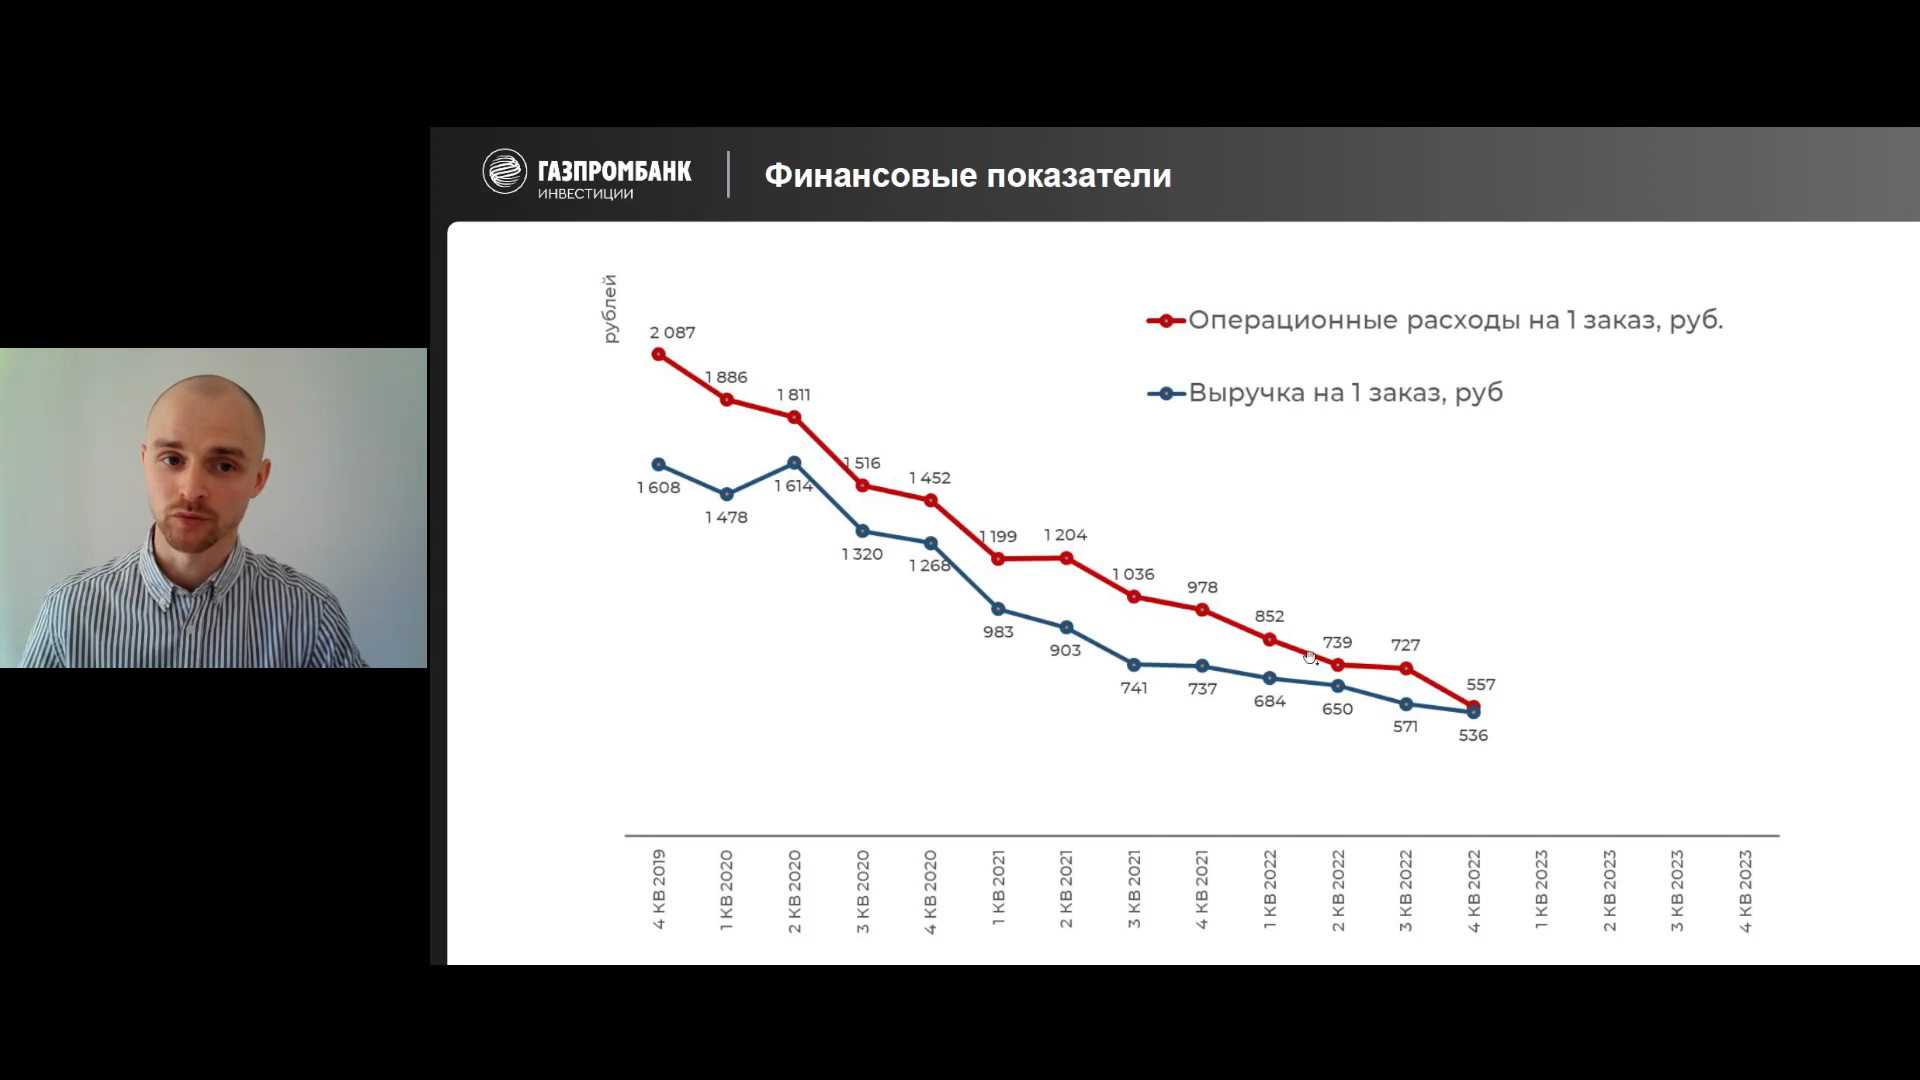 ГАЗПРОМБАНК
ИНВЕСТИЦИИ
Финансовые показатели
рублей
Операционные расходы на 1 заказ, руб.
Выручка на 1 заказ, руб
2 087
1 886
1 811
1 516
1 452
1 199
1 204
1 036
978
852
739
727
557
1 608
1 478
1 614
1 320
1 268
983
903
741
737
684
650
571
536
4 КВ 2019
1 КВ 2020
2 КВ 2020
3 КВ 2020
4 КВ 2020
1 КВ 2021
2 КВ 2021
3 КВ 2021
4 КВ 2021
1 КВ 2022
2 КВ 2022
3 КВ 2022
4 КВ 2022
1 КВ 2023
2 КВ 2023
3 КВ 2023
4 КВ 2023